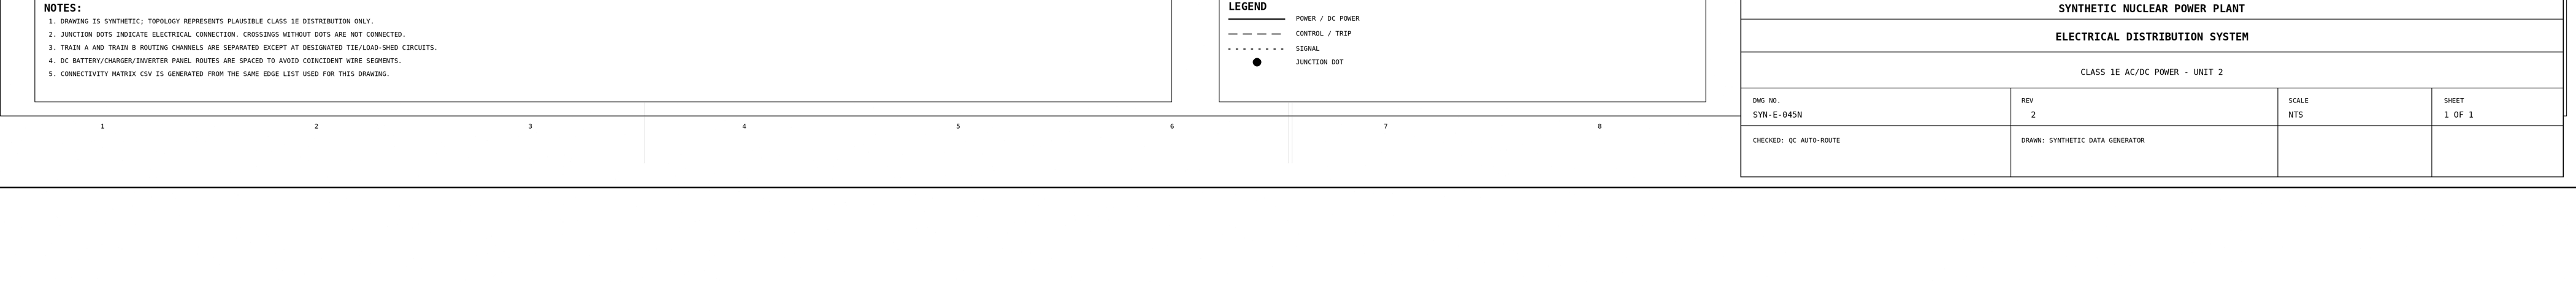 NOTES:
1. DRAWING IS SYNTHETIC; TOPOLOGY REPRESENTS PLAUSIBLE CLASS 1E DISTRIBUTION ONLY.
2. JUNCTION DOTS INDICATE ELECTRICAL CONNECTION. CROSSINGS WITHOUT DOTS ARE NOT CONNECTED.
3. TRAIN A AND TRAIN B ROUTING CHANNELS ARE SEPARATED EXCEPT AT DESIGNATED TIE/LOAD-SHED CIRCUITS.
4. DC BATTERY/CHARGER/INVERTER PANEL ROUTES ARE SPACED TO AVOID COINCIDENT WIRE SEGMENTS.
5. CONNECTIVITY MATRIX CSV IS GENERATED FROM THE SAME EDGE LIST USED FOR THIS DRAWING.
LEGEND
POWER / DC POWER
CONTROL / TRIP
SIGNAL
JUNCTION DOT
SYNTHETIC NUCLEAR POWER PLANT
ELECTRICAL DISTRIBUTION SYSTEM
CLASS 1E AC/DC POWER - UNIT 2
DWG NO.
SYN-E-045N
REV
2
SCALE
NTS
SHEET
1 OF 1
CHECKED: QC AUTO-ROUTE
DRAWN: SYNTHETIC DATA GENERATOR
1 2 3 4 5 6 7 8